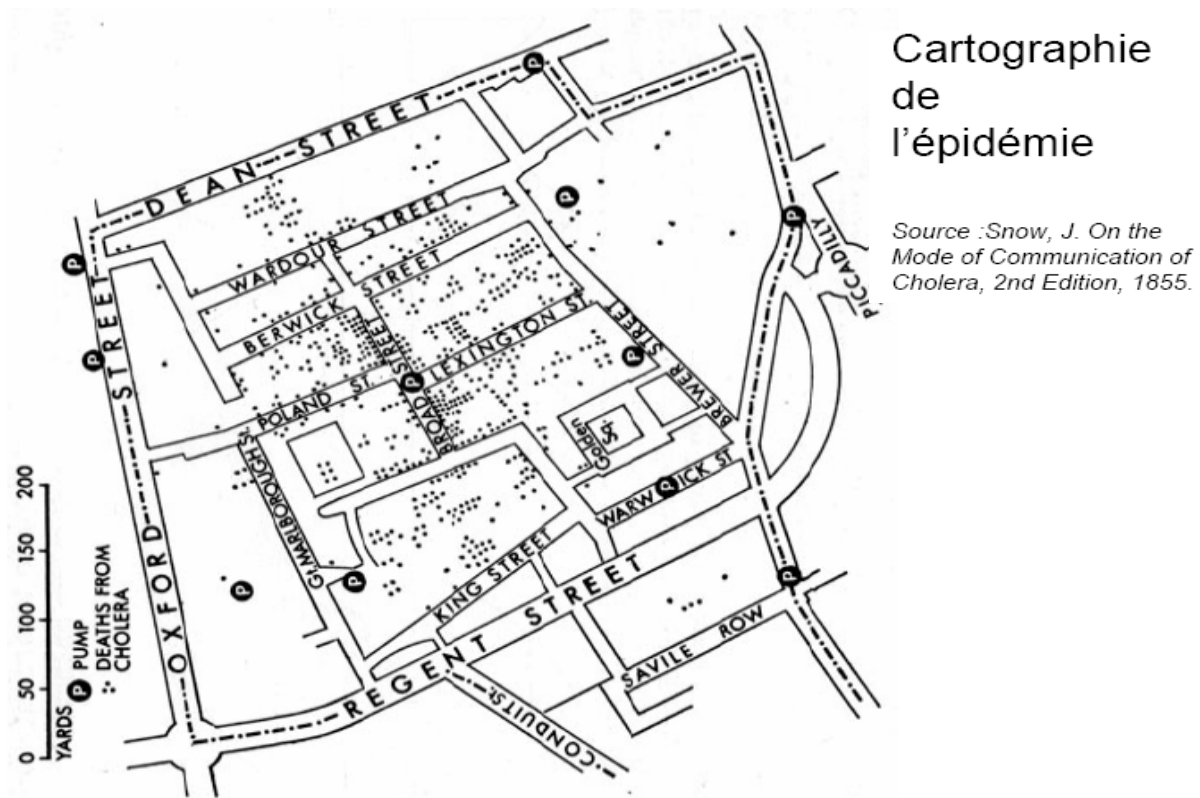 Cartographie
de
l'épidémie
Source :Snow, J. On the
Mode of Communication of
Cholera, 2nd Edition, 1855.
DEAN STREET
WARDOUR STREET
BERWICK STREET
LEXINGTON ST.
POLAND ST.
BROAD STREET
BREWER STREET
PICCADILLY
OXFORD STREET
Gt. MARLBOROUGH St.
Golden
Sq.
WARWICK ST
KING STREET
REGENT STREET
SAVILE ROW
CONDUIT St.
P
P
P
P
P
P
P
P
P
P
P
P
P PUMP
DEATHS FROM
CHOLERA
0 50 100 150 200
YARDS